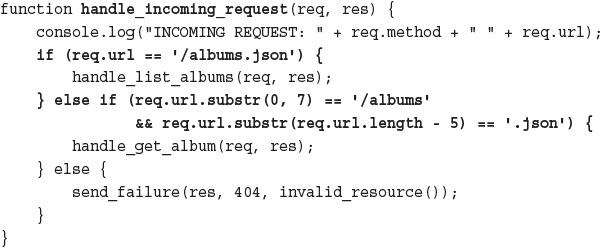 function handle_incoming_request(req, res) {
    console.log("INCOMING REQUEST: " + req.method + " " + req.url);
    if (req.url == '/albums.json') {
        handle_list_albums(req, res);
    } else if (req.url.substr(0, 7) == '/albums'
               && req.url.substr(req.url.length - 5) == '.json') {
        handle_get_album(req, res);
    } else {
        send_failure(res, 404, invalid_resource());
    }
}